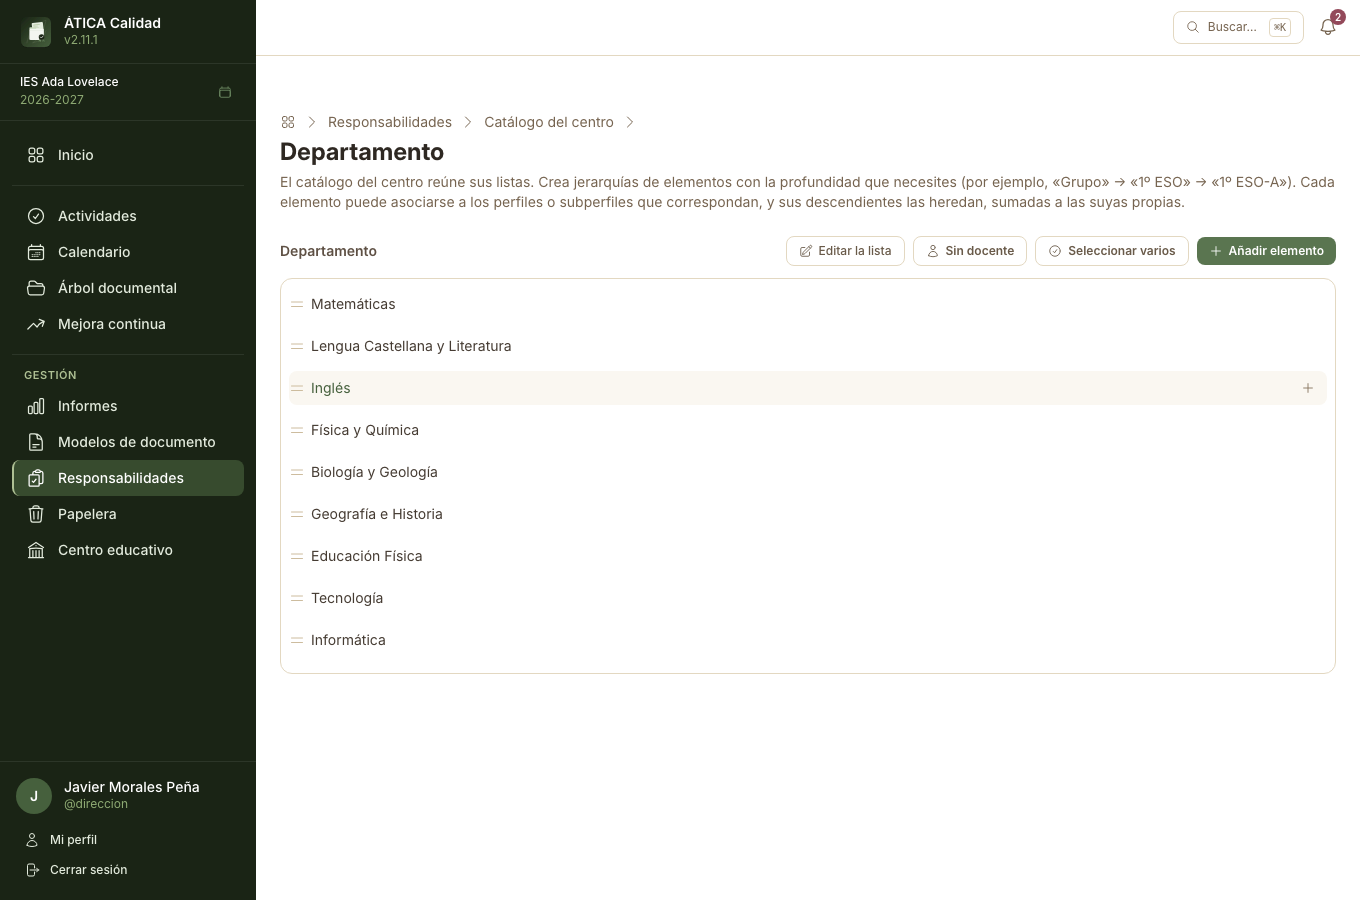 ÁTICA Calidad
v2.11.1
IES Ada Lovelace
2026-2027
Inicio
Actividades
Calendario
Árbol documental
Mejora continua
GESTIÓN
Informes
Modelos de documento
Responsabilidades
Papelera
Centro educativo
J
Javier Morales Peña
@direccion
Mi perfil
Cerrar sesión
Buscar...
⌘K
2
Responsabilidades
Catálogo del centro
Departamento
El catálogo del centro reúne sus listas. Crea jerarquías de elementos con la profundidad que necesites (por ejemplo, «Grupo» → «1º ESO» → «1º ESO-A»). Cada
elemento puede asociarse a los perfiles o subperfiles que correspondan, y sus descendientes las heredan, sumadas a las suyas propias.
Departamento
Editar la lista
Sin docente
Seleccionar varios
Añadir elemento
Matemáticas
Lengua Castellana y Literatura
Inglés
Física y Química
Biología y Geología
Geografía e Historia
Educación Física
Tecnología
Informática